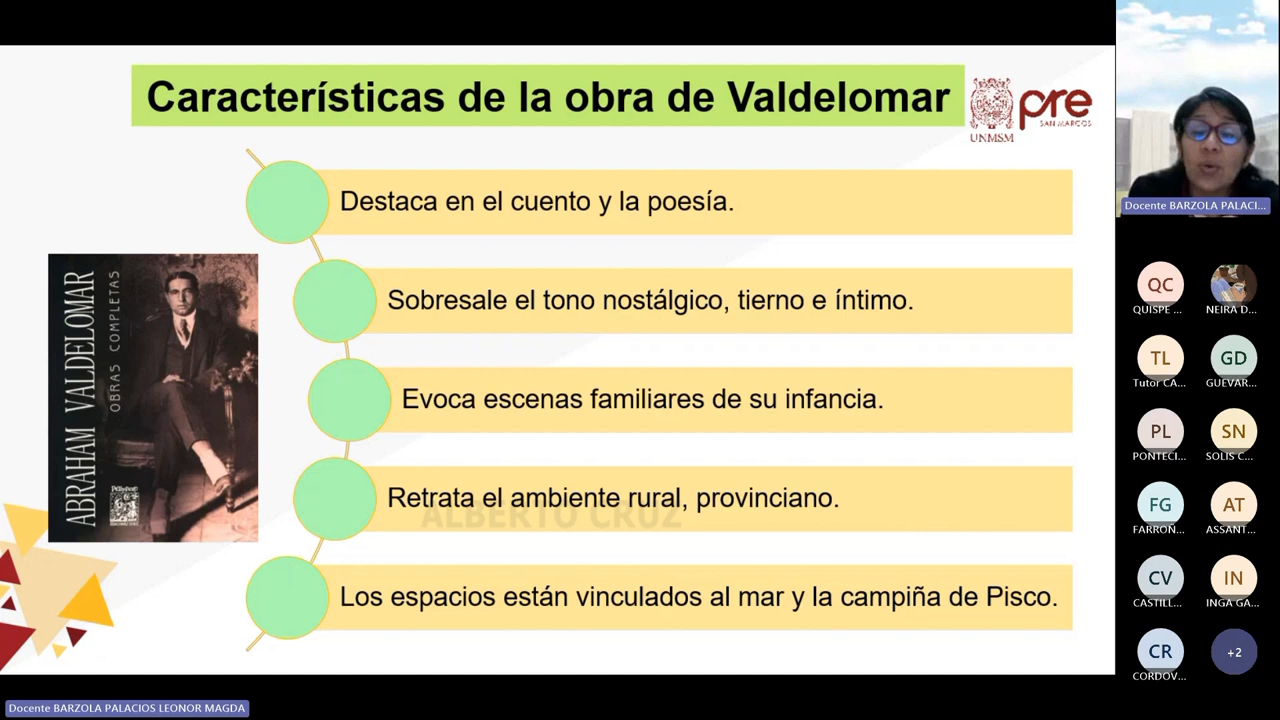 Características de la obra de Valdelomar
UNMSM
pre
SAN MARCOS
Destaca en el cuento y la poesía.
Sobresale el tono nostálgico, tierno e íntimo.
Evoca escenas familiares de su infancia.
Retrata el ambiente rural, provinciano.
ALBERTO CRUZ
Los espacios están vinculados al mar y la campiña de Pisco.
ABRAHAM VALDELOMAR
OBRAS COMPLETAS
Docente BARZOLA PALACI...
QC
QUISPE ...
NEIRA D...
TL
Tutor CA...
GD
GUEVAR...
PL
PONTECI...
SN
SOLIS C...
FG
FARROÑ...
AT
ASSANT...
CV
CASTILL...
IN
INGA GA...
CR
CORDOV...
+2
Docente BARZOLA PALACIOS LEONOR MAGDA